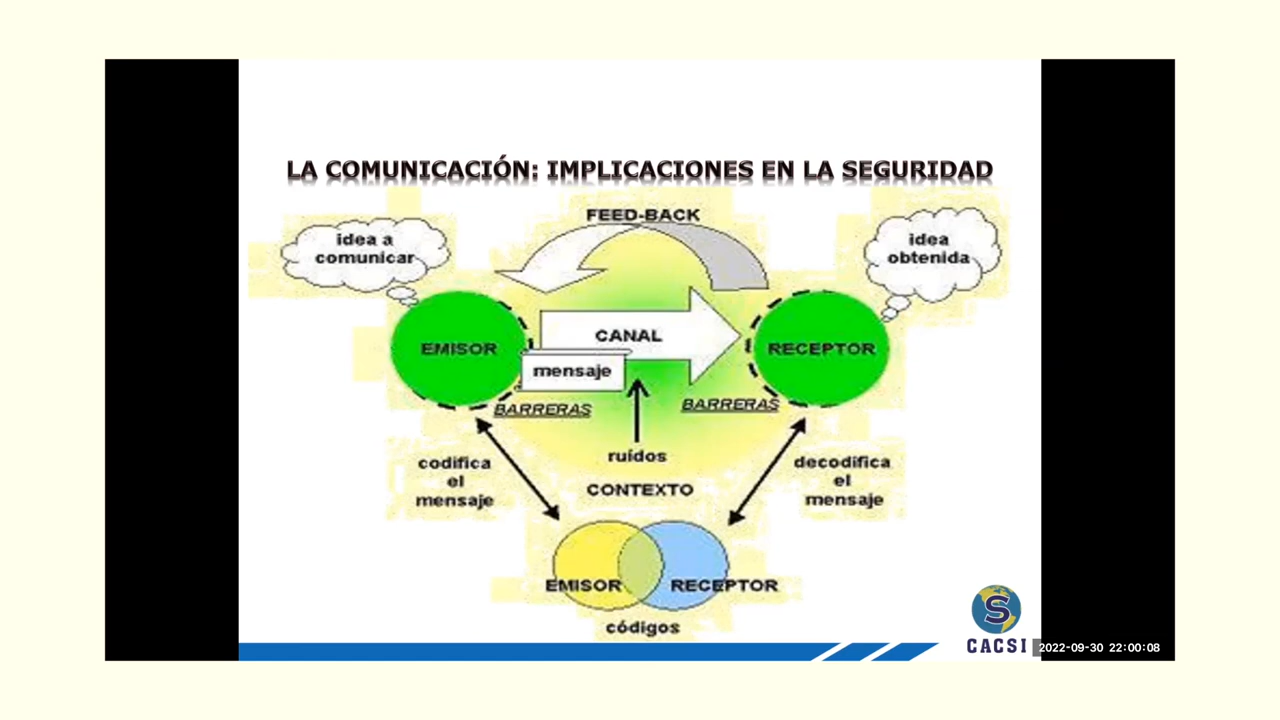 LA COMUNICACIÓN: IMPLICACIONES EN LA SEGURIDAD
FEED-BACK
idea a
comunicar
idea
obtenida
EMISOR
CANAL
RECEPTOR
mensaje
BARRERAS
BARRERAS
codifica
el
mensaje
ruídos
CONTEXTO
decodifica
el
mensaje
EMISOR
RECEPTOR
códigos
S
CACSI
2022-09-30 22:00:08